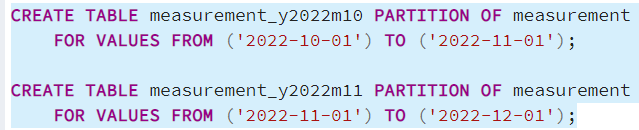 CREATE TABLE measurement_y2022m10 PARTITION OF measurement
    FOR VALUES FROM ('2022-10-01') TO ('2022-11-01');

CREATE TABLE measurement_y2022m11 PARTITION OF measurement
    FOR VALUES FROM ('2022-11-01') TO ('2022-12-01');